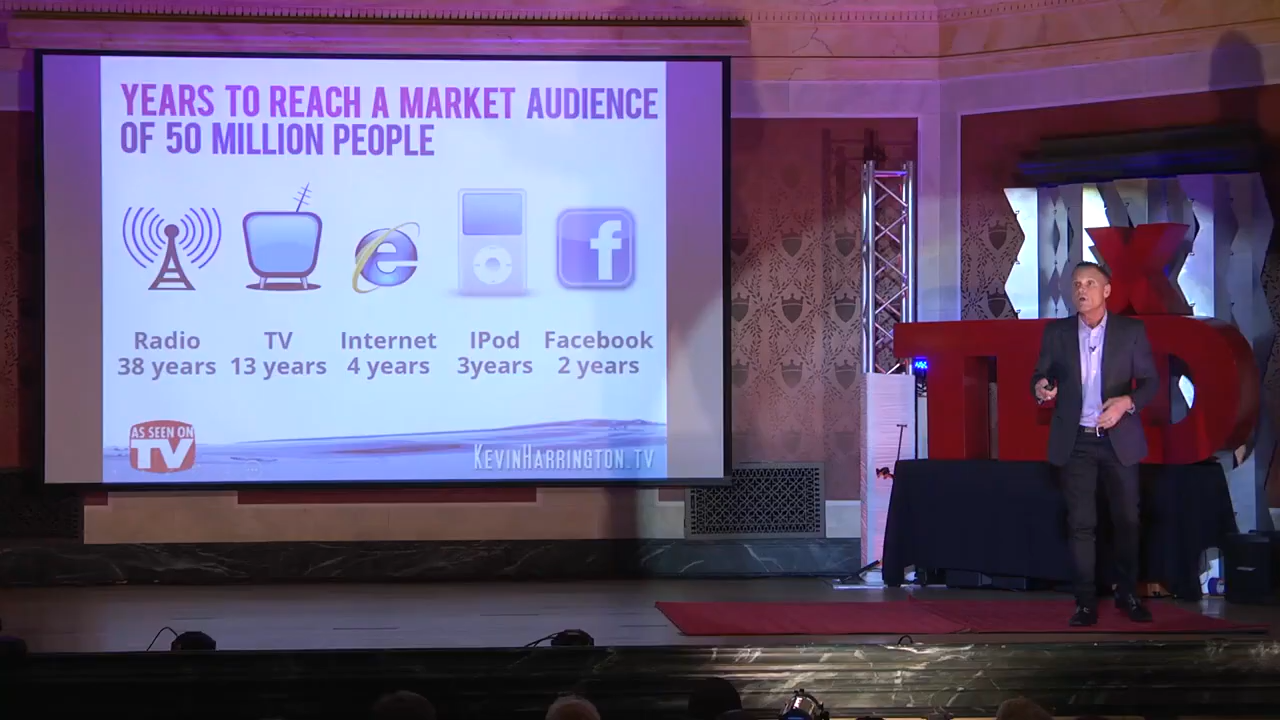 YEARS TO REACH A MARKET AUDIENCE
OF 50 MILLION PEOPLE
Radio
38 years
TV
13 years
Internet
4 years
IPod
3years
Facebook
2 years
AS SEEN ON
TV
KEVINHARRINGTON.TV
x
TED